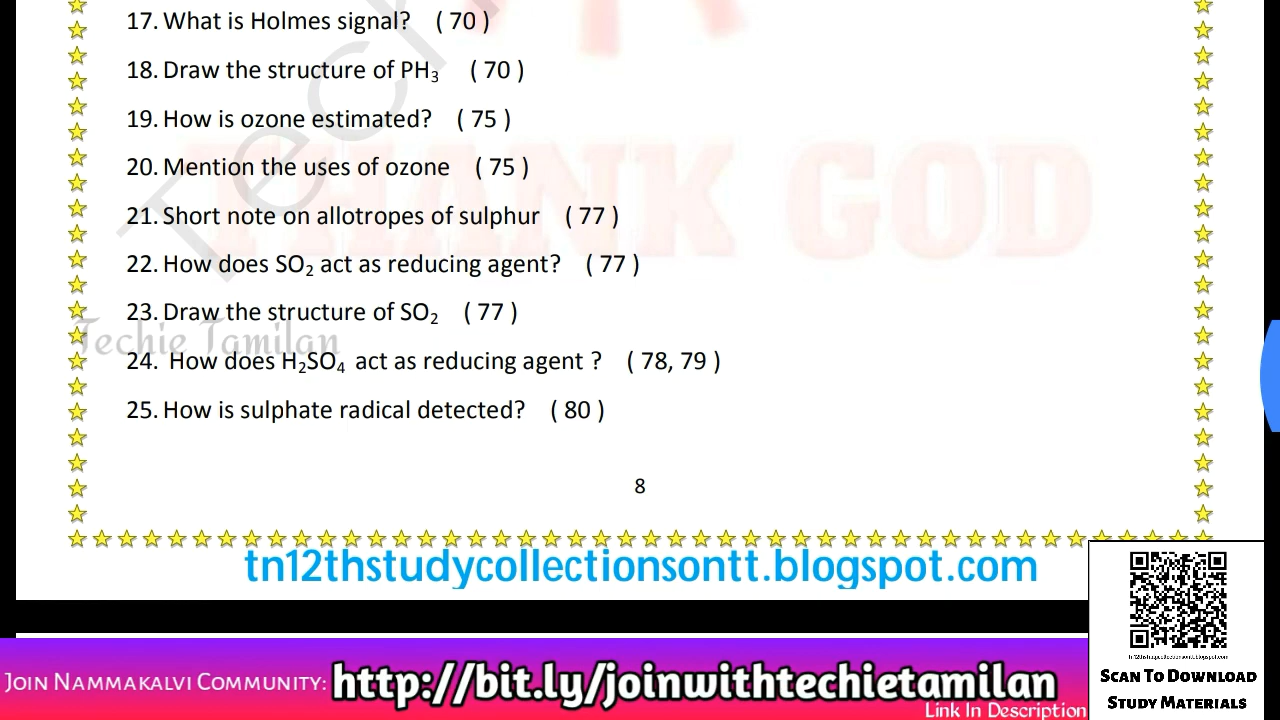 17. What is Holmes signal? ( 70 )
18. Draw the structure of PH₃ ( 70 )
19. How is ozone estimated? ( 75 )
20. Mention the uses of ozone ( 75 )
THANK GOD
21. Short note on allotropes of sulphur ( 77 )
22. How does SO₂ act as reducing agent? ( 77 )
23. Draw the structure of SO₂ ( 77 )
Techie Tamilan
24. How does H₂SO₄ act as reducing agent ? ( 78, 79 )
25. How is sulphate radical detected? ( 80 )
8
tn12thstudycollectionsontt.blogspot.com
JOIN NAMMAKALVI COMMUNITY: http://bit.ly/joinwithtechietamilan
Link In Description
SCAN TO DOWNLOAD
STUDY MATERIALS